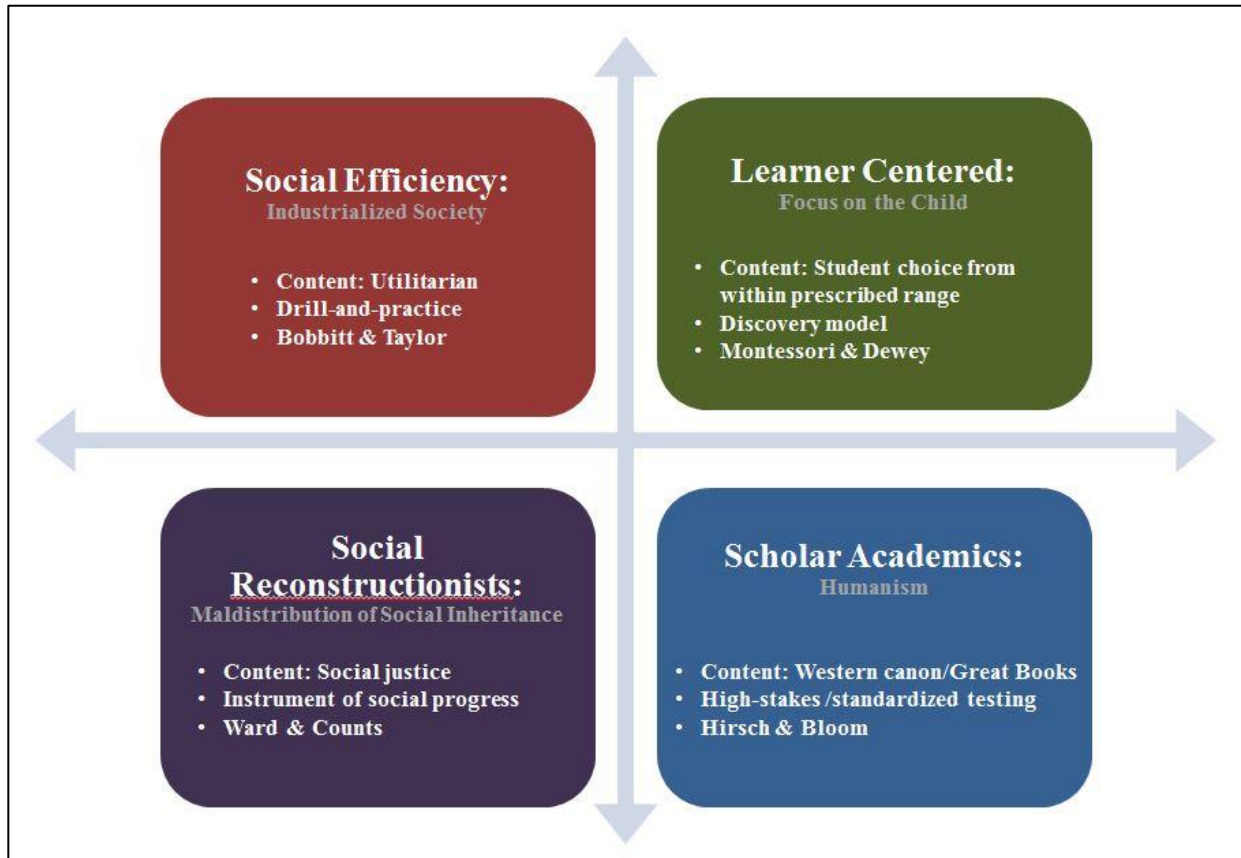 Social Efficiency:
Industrialized Society
• Content: Utilitarian
• Drill-and-practice
• Bobbitt & Taylor
Learner Centered:
Focus on the Child
• Content: Student choice from
within prescribed range
• Discovery model
• Montessori & Dewey
Social
Reconstructionists:
Maldistribution of Social Inheritance
• Content: Social justice
• Instrument of social progress
• Ward & Counts
Scholar Academics:
Humanism
• Content: Western canon/Great Books
• High-stakes /standardized testing
• Hirsch & Bloom